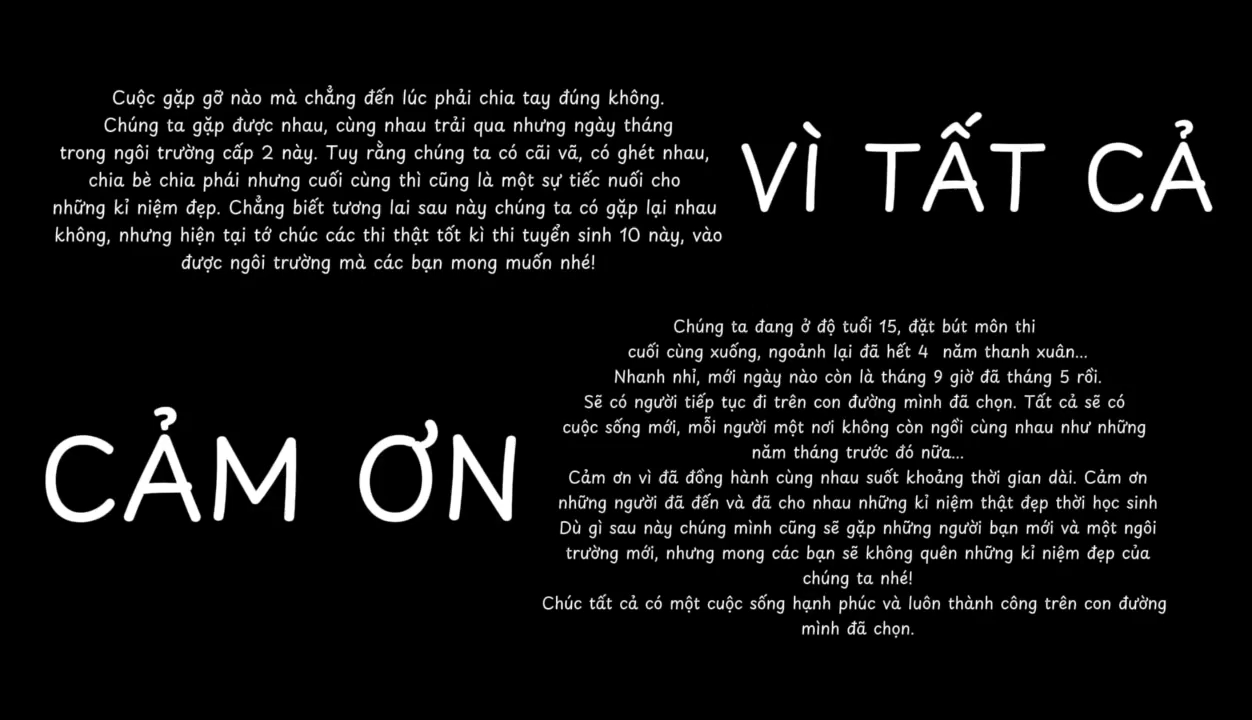 Cuộc gặp gỡ nào mà chẳng đến lúc phải chia tay đúng không.
Chúng ta gặp được nhau, cùng nhau trải qua nhưng ngày tháng
trong ngôi trường cấp 2 này. Tuy rằng chúng ta có cãi vã, có ghét nhau,
chia bè chia phái nhưng cuối cùng thì cũng là một sự tiếc nuối cho
những kỉ niệm đẹp. Chẳng biết tương lai sau này chúng ta có gặp lại nhau
không, nhưng hiện tại tớ chúc các thi thật tốt kì thi tuyển sinh 10 này, vào
được ngôi trường mà các bạn mong muốn nhé!
VÌ TẤT CẢ
CẢM ƠN
Chúng ta đang ở độ tuổi 15, đặt bút môn thi
cuối cùng xuống, ngoảnh lại đã hết 4 năm thanh xuân...
Nhanh nhỉ, mới ngày nào còn là tháng 9 giờ đã tháng 5 rồi.
Sẽ có người tiếp tục đi trên con đường mình đã chọn. Tất cả sẽ có
cuộc sống mới, mỗi người một nơi không còn ngồi cùng nhau như những
năm tháng trước đó nữa...
Cảm ơn vì đã đồng hành cùng nhau suốt khoảng thời gian dài. Cảm ơn
những người đã đến và đã cho nhau những kỉ niệm thật đẹp thời học sinh
Dù gì sau này chúng mình cũng sẽ gặp những người bạn mới và một ngôi
trường mới, nhưng mong các bạn sẽ không quên những kỉ niệm đẹp của
chúng ta nhé!
Chúc tất cả có một cuộc sống hạnh phúc và luôn thành công trên con đường
mình đã chọn.